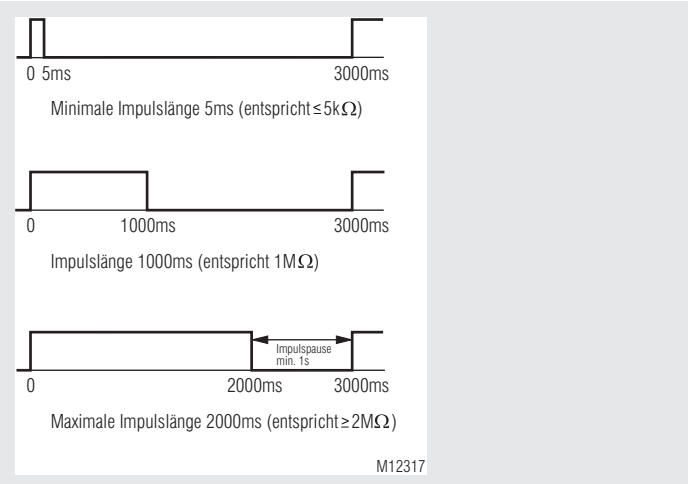 0 5ms 3000ms
Minimale Impulslänge 5ms (entspricht ≤ 5kΩ)
0 1000ms 3000ms
Impulslänge 1000ms (entspricht 1MΩ)
Impulspause
min. 1s
0 2000ms 3000ms
Maximale Impulslänge 2000ms (entspricht ≥ 2MΩ)
M12317